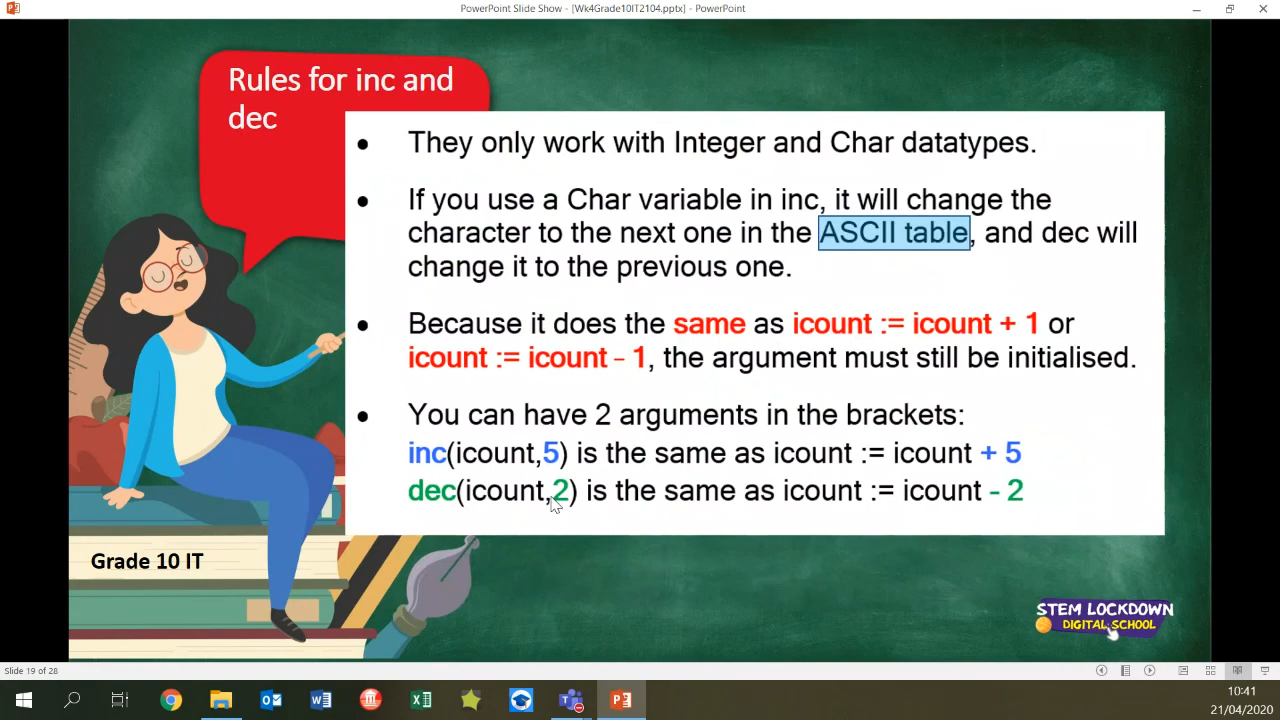 PowerPoint Slide Show - [Wk4Grade10IT2104.pptx] - PowerPoint
Rules for inc and
dec
• They only work with Integer and Char datatypes.
• If you use a Char variable in inc, it will change the
character to the next one in the ASCII table, and dec will
change it to the previous one.
• Because it does the same as icount := icount + 1 or
icount := icount - 1, the argument must still be initialised.
• You can have 2 arguments in the brackets:
inc(icount,5) is the same as icount := icount + 5
dec(icount,2) is the same as icount := icount - 2
Grade 10 IT
STEM LOCKDOWN
DIGITAL SCHOOL
Slide 19 of 28
10:41
21/04/2020